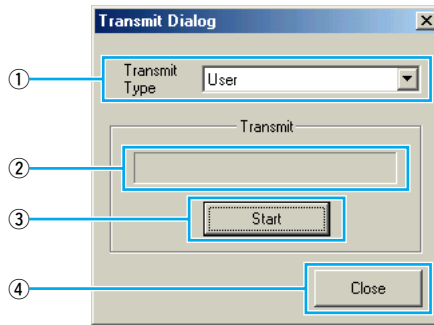 Transmit Dialog
1
Transmit
Type
User
Transmit
2
3
Start
4
Close